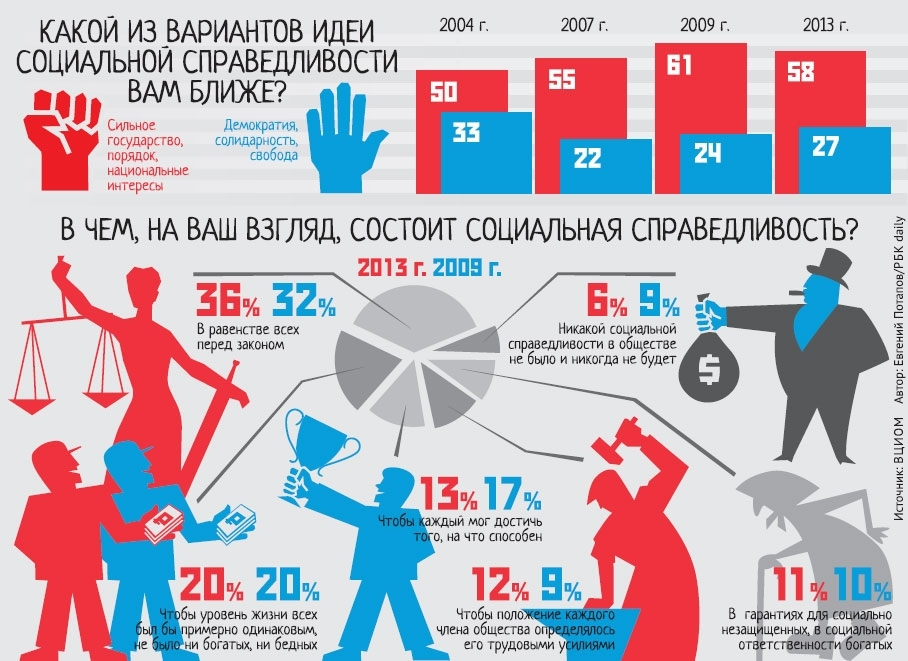 КАКОЙ ИЗ ВАРИАНТОВ ИДЕИ
СОЦИАЛЬНОЙ СПРАВЕДЛИВОСТИ
ВАМ БЛИЖЕ?
Сильное
государство,
порядок,
национальные
интересы
Демократия,
солидарность,
свобода
2004 г.
2007 г.
2009 г.
2013 г.
50
33
55
22
61
24
58
27
В ЧЕМ, НА ВАШ ВЗГЛЯД, СОСТОИТ СОЦИАЛЬНАЯ СПРАВЕДЛИВОСТЬ?
2013 г. 2009 г.
36% 32%
В равенстве всех
перед законом
6% 9%
Никакой социальной
справедливости в обществе
не было и никогда не будет
$
13% 17%
Чтобы каждый мог достичь
того, на что способен
20% 20%
Чтобы уровень жизни всех
был бы примерно одинаковым,
не было ни богатых, ни бедных
12% 9%
Чтобы положение каждого
члена общества определялось
его трудовыми усилиями
11% 10%
В гарантиях для социально
незащищенных, в социальной
ответственности богатых
Источник: ВЦИОМ Автор: Евгений Потапов/РБК daily